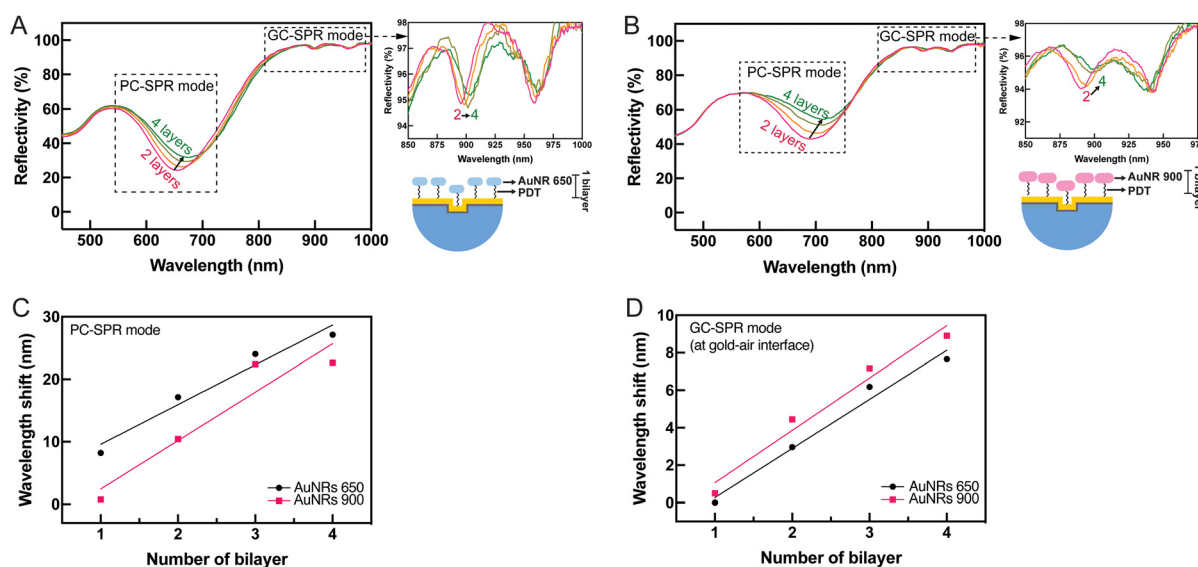 A
Reflectivity (%)
100
80
60
40
20
0
GC-SPR mode
PC-SPR mode
4 layers
2 layers
500 600 700 800 900 1000
Wavelength (nm)
Reflectivity (%)
98
97
96
95
94
2→4
850 875 900 925 950 975 1000
Wavelength (nm)
AuNR 650
PDT
1 bilayer
B
Reflectivity (%)
100
80
60
40
20
0
GC-SPR mode
PC-SPR mode
4 layers
2 layers
500 600 700 800 900 1000
Wavelength (nm)
Reflectivity (%)
98
96
94
92
2 4
850 875 900 925 950 975
Wavelength (nm)
AuNR 900
PDT
C
Wavelength shift (nm)
30
20
10
0
PC-SPR mode
AuNRs 650
AuNRs 900
1 2 3 4
Number of bilayer
D
Wavelength shift (nm)
10
8
6
4
2
0
GC-SPR mode
(at gold-air interface)
AuNRs 650
AuNRs 900
1 2 3 4
Number of bilayer